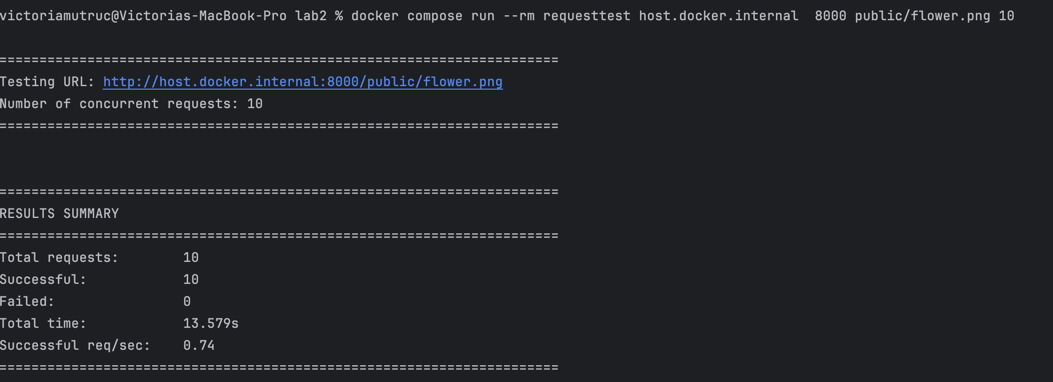 victoriamutruc@Victorias-MacBook-Pro lab2 % docker compose run --rm requesttest host.docker.internal  8000 public/flower.png 10
======================================================================
Testing URL: http://host.docker.internal:8000/public/flower.png
Number of concurrent requests: 10
======================================================================
======================================================================
RESULTS SUMMARY
======================================================================
Total requests:        10
Successful:            10
Failed:                0
Total time:            13.579s
Successful req/sec:    0.74
======================================================================